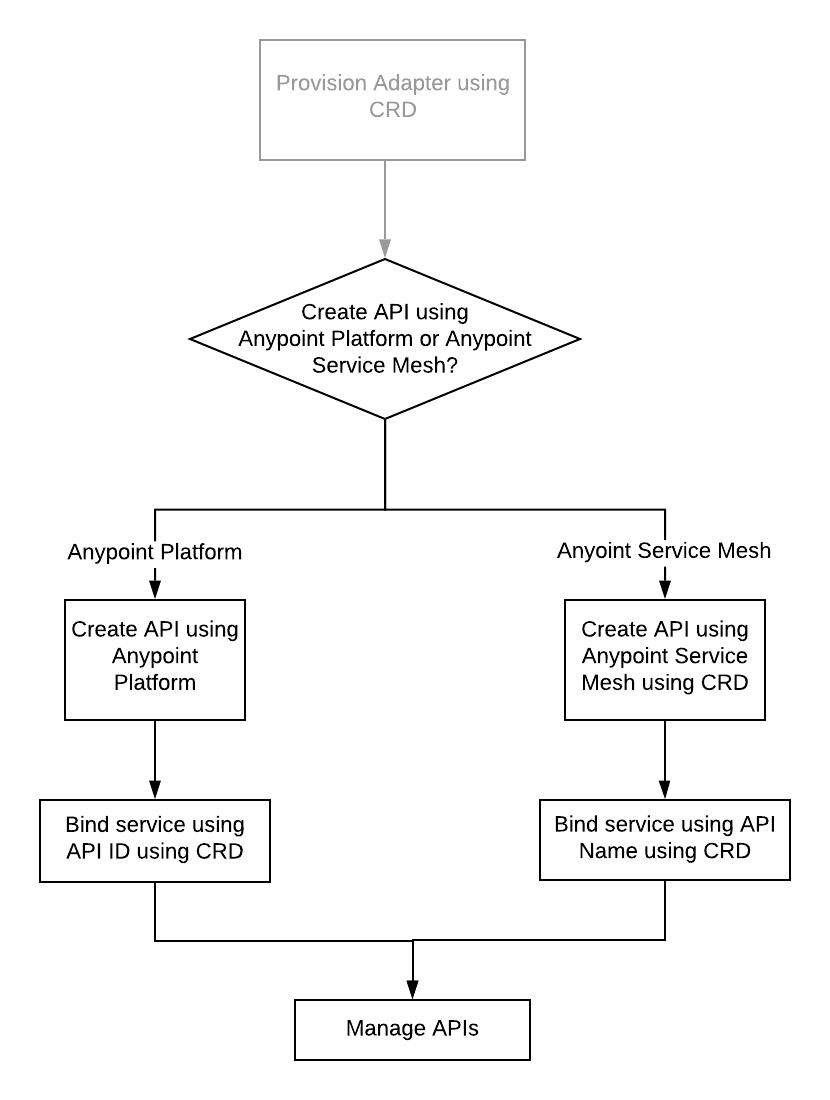 Provision Adapter using
CRD
Create API using
Anypoint Platform or Anypoint
Service Mesh?
Anypoint Platform
Anyoint Service Mesh
Create API using
Anypoint
Platform
Create API using
Anypoint Service
Mesh using CRD
Bind service using
API ID using CRD
Bind service using API
Name using CRD
Manage APIs